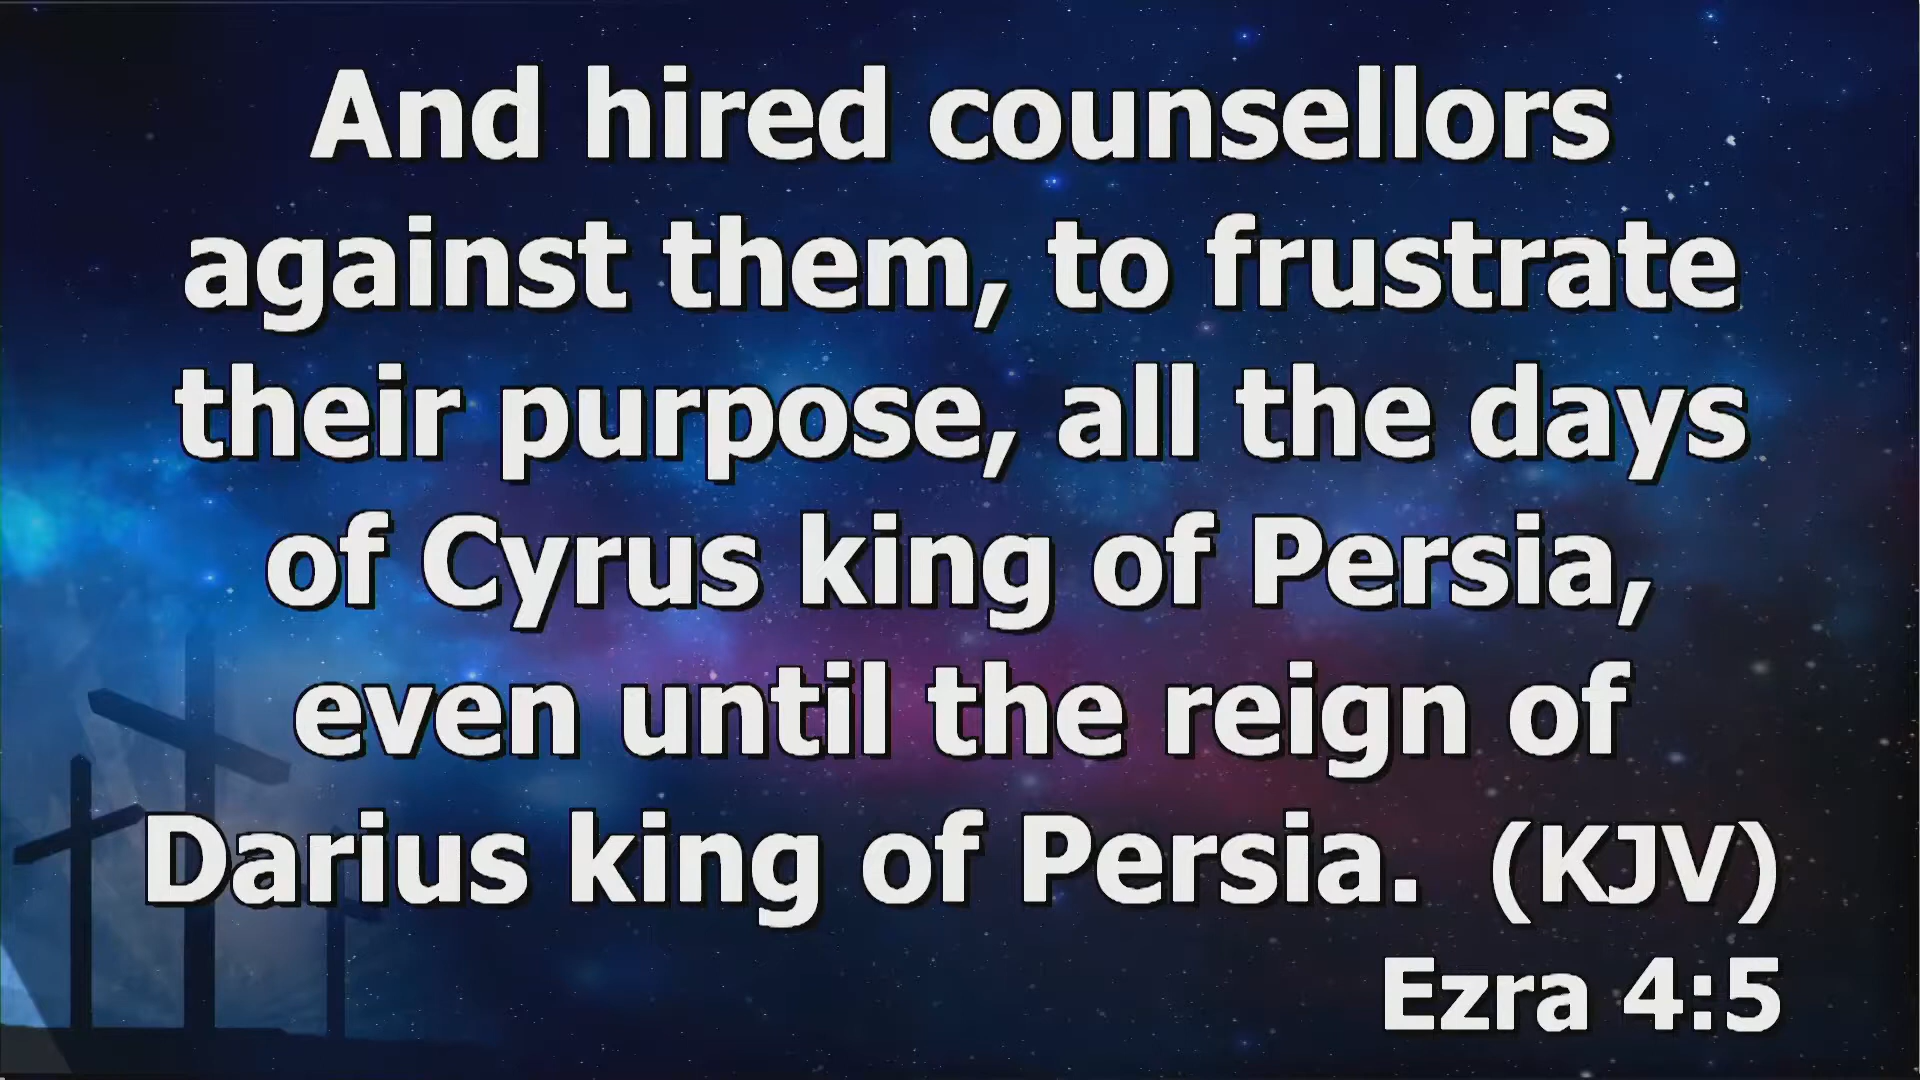 And hired counsellors
against them, to frustrate
their purpose, all the days
of Cyrus king of Persia,
even until the reign of
Darius king of Persia. (KJV)
Ezra 4:5